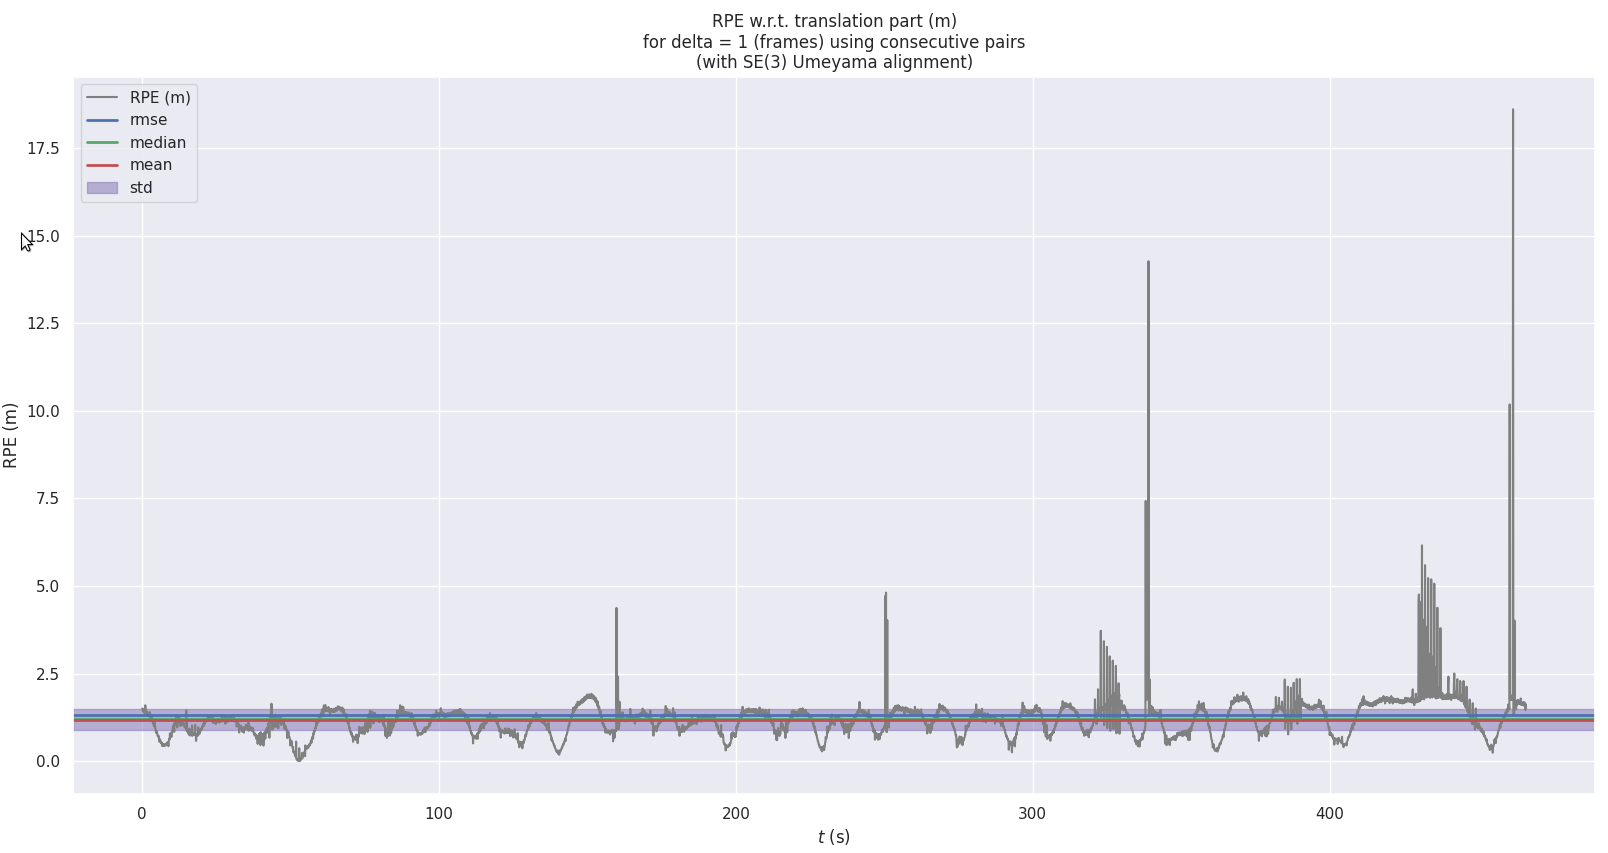 RPE w.r.t. translation part (m)
for delta = 1 (frames) using consecutive pairs
(with SE(3) Umeyama alignment)
RPE (m)
rmse
median
mean
std
17.5
15.0
12.5
10.0
7.5
5.0
2.5
0.0
RPE (m)
0
100
200
300
400
t (s)